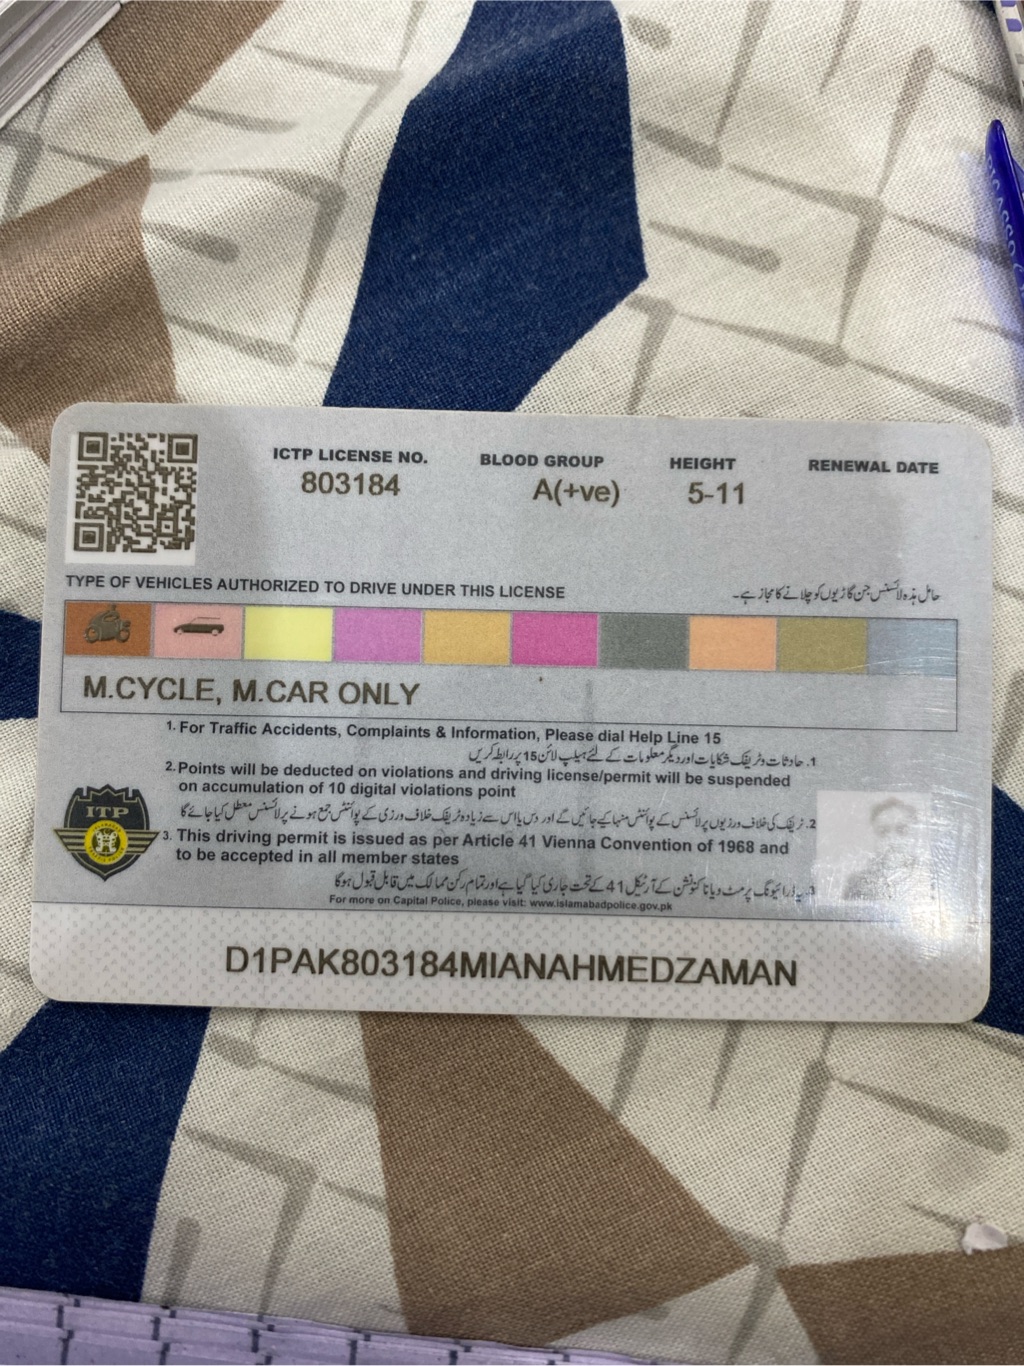 ICTP LICENSE NO.
803184
BLOOD GROUP
A(+ve)
HEIGHT
5-11
RENEWAL DATE
TYPE OF VEHICLES AUTHORIZED TO DRIVE UNDER THIS LICENSE
حامل ہذہ لائسنس جن گاڑیوں کو چلانے کا مجاز ہے۔
M.CYCLE, M.CAR ONLY
1. For Traffic Accidents, Complaints & Information, Please dial Help Line 15
1. حادثات و ٹریفک شکایات اور دیگر معلومات کے لئے ہیلپ لائن 15 پر رابطہ کریں
2. Points will be deducted on violations and driving license/permit will be suspended
on accumulation of 10 digital violations point
2. ٹریفک کی خلاف ورزیوں پر لائسنس کے پوائنٹس منہا کیے جائیں گے اور دس یا اس سے زیادہ ٹریفک خلاف ورزی کے پوائنٹس جمع ہونے پر لائسنس معطل کیا جائے گا
ITP
3. This driving permit is issued as per Article 41 Vienna Convention of 1968 and
to be accepted in all member states
3. یہ ڈرائیونگ پرمٹ ویانا کنونشن کے آرٹیکل 41 کے تحت جاری کیا گیا ہے اور تمام رکن ممالک میں قابل قبول ہوگا
For more on Capital Police, please visit: www.islamabadpolice.gov.pk
D1PAK803184MIANAHMEDZAMAN